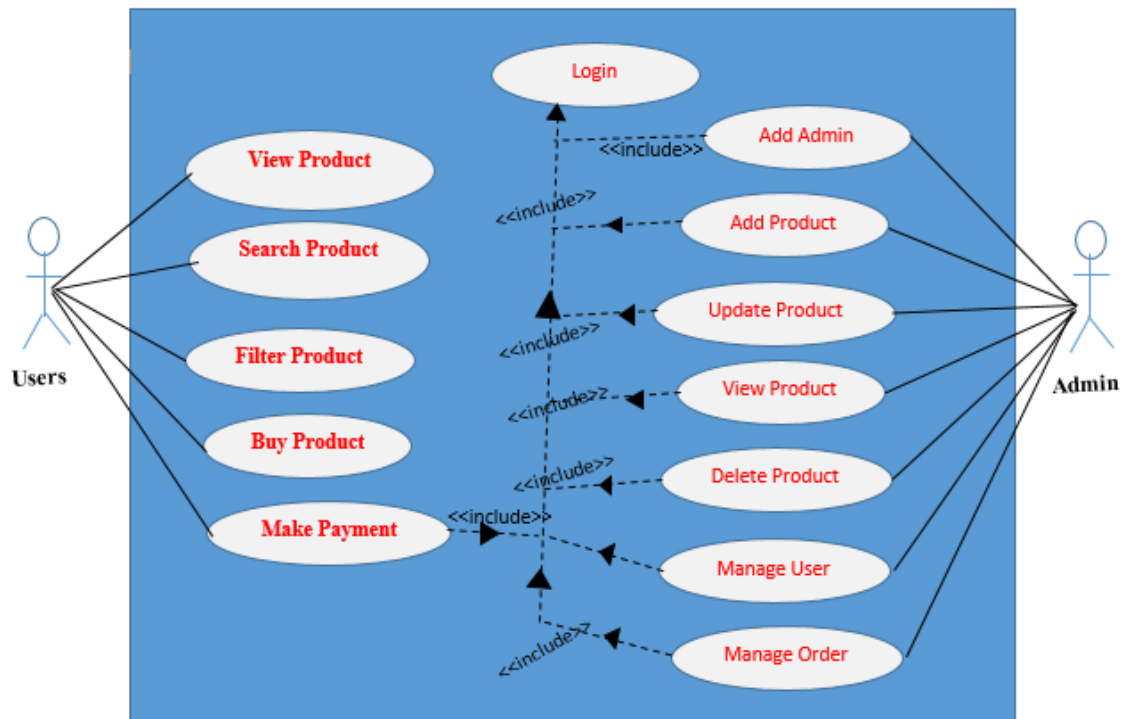 Login
Add Admin
<<include>>
View Product
<<include>>
Add Product
Search Product
Update Product
<<include>>
Filter Product
Users
View Product
Admin
<<include>>
Buy Product
<<include>>
Delete Product
<<include>>
Make Payment
Manage User
Manage Order
<<include>>